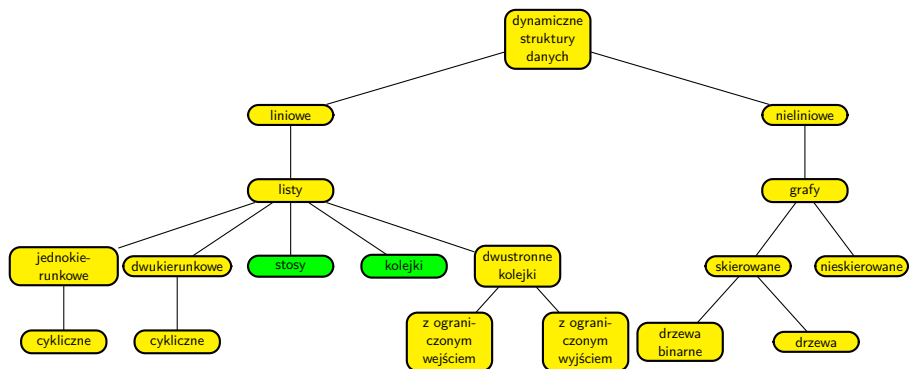 dynamiczne
struktury
danych
liniowe
nieliniowe
listy
grafy
jednokie-
runkowe
dwukierunkowe
stosy
kolejki
dwustronne
kolejki
skierowane
nieskierowane
cykliczne
cykliczne
z ograni-
czonym
wejściem
z ograni-
czonym
wyjściem
drzewa
binarne
drzewa